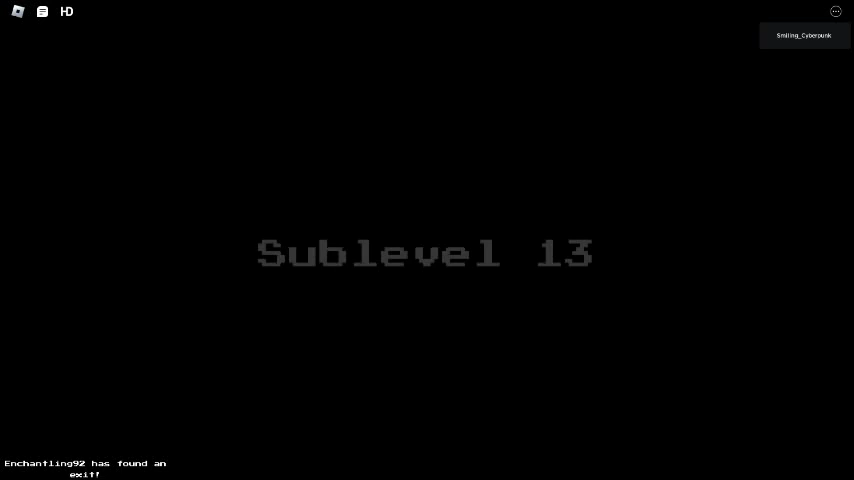 HD
Smiling_Cyberpunk
Sublevel 13
Enchantling92 has found an
exit!